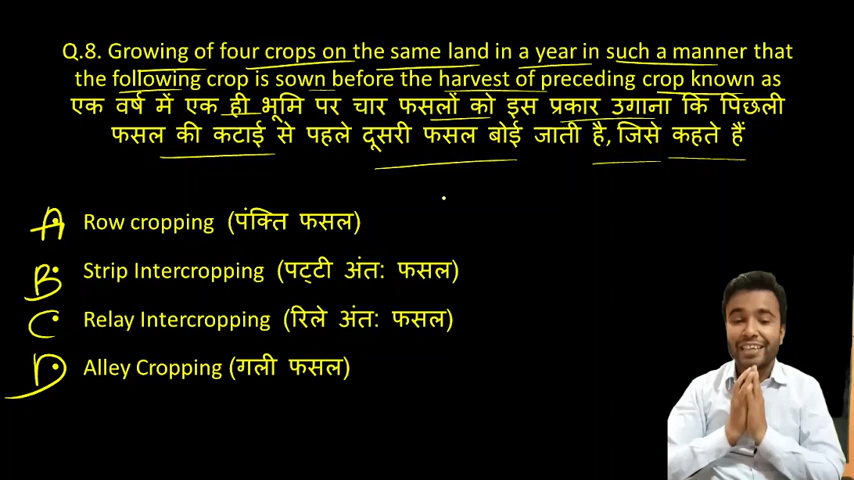 Q.8. Growing of four crops on the same land in a year in such a manner that
the following crop is sown before the harvest of preceding crop known as
एक वर्ष में एक ही भूमि पर चार फसलों को इस प्रकार उगाना कि पिछली
फसल की कटाई से पहले दूसरी फसल बोई जाती है, जिसे कहते हैं
A Row cropping (पंक्ति फसल)
B Strip Intercropping (पट्टी अंत: फसल)
C Relay Intercropping (रिले अंत: फसल)
D Alley Cropping (गली फसल)